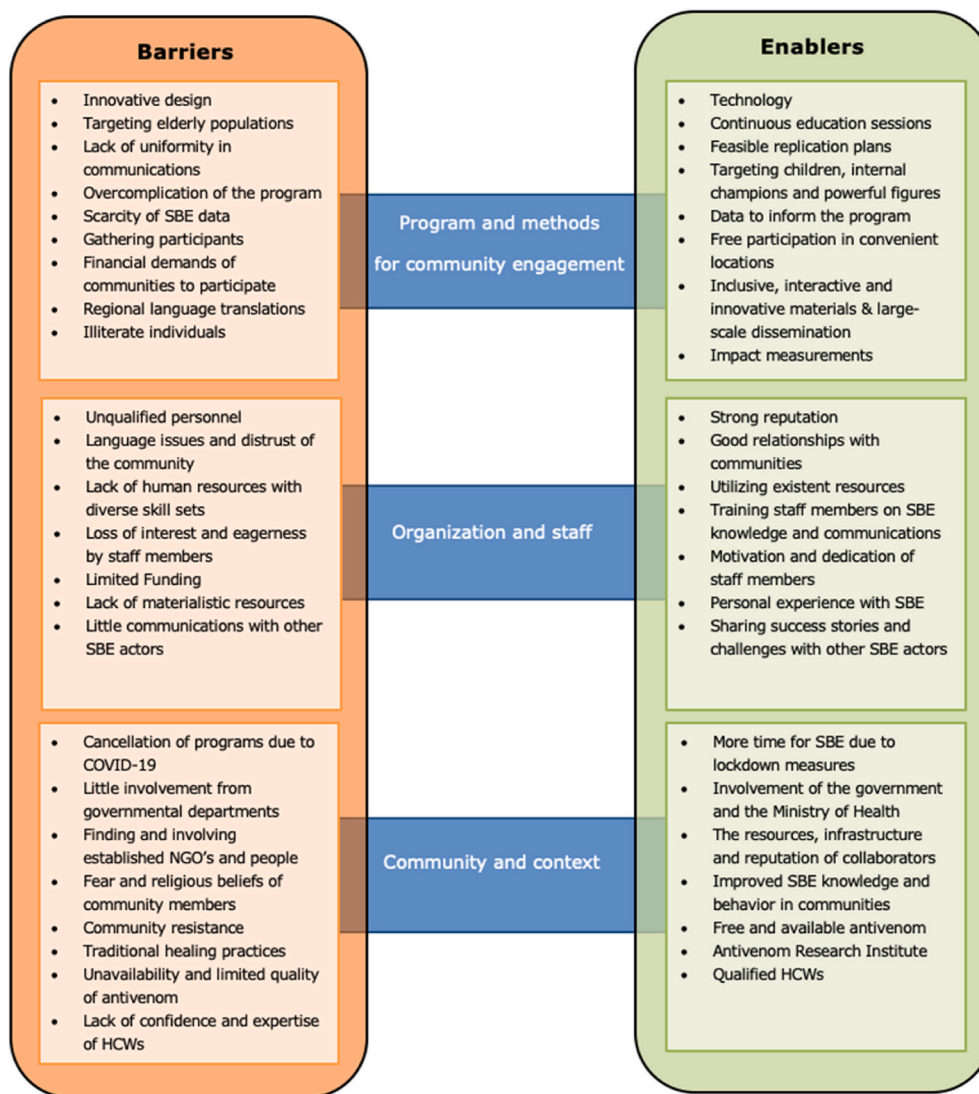 Barriers
• Innovative design
• Targeting elderly populations
• Lack of uniformity in
communications
• Overcomplication of the program
• Scarcity of SBE data
• Gathering participants
• Financial demands of
communities to participate
• Regional language translations
• Illiterate individuals
• Unqualified personnel
• Language issues and distrust of
the community
• Lack of human resources with
diverse skill sets
• Loss of interest and eagerness
by staff members
• Limited Funding
• Lack of materialistic resources
• Little communications with other
SBE actors
• Cancellation of programs due to
COVID-19
• Little involvement from
governmental departments
• Finding and involving
established NGO's and people
• Fear and religious beliefs of
community members
• Community resistance
• Traditional healing practices
• Unavailability and limited quality
of antivenom
• Lack of confidence and expertise
of HCWs
Program and methods
for community engagement
Organization and staff
Community and context
Enablers
• Technology
• Continuous education sessions
• Feasible replication plans
• Targeting children, internal
champions and powerful figures
• Data to inform the program
• Free participation in convenient
locations
• Inclusive, interactive and
innovative materials & large-
scale dissemination
• Impact measurements
• Strong reputation
• Good relationships with
communities
• Utilizing existent resources
• Training staff members on SBE
knowledge and communications
• Motivation and dedication of
staff members
• Personal experience with SBE
• Sharing success stories and
challenges with other SBE actors
• More time for SBE due to
lockdown measures
• Involvement of the government
and the Ministry of Health
• The resources, infrastructure
and reputation of collaborators
• Improved SBE knowledge and
behavior in communities
• Free and available antivenom
• Antivenom Research Institute
• Qualified HCWs